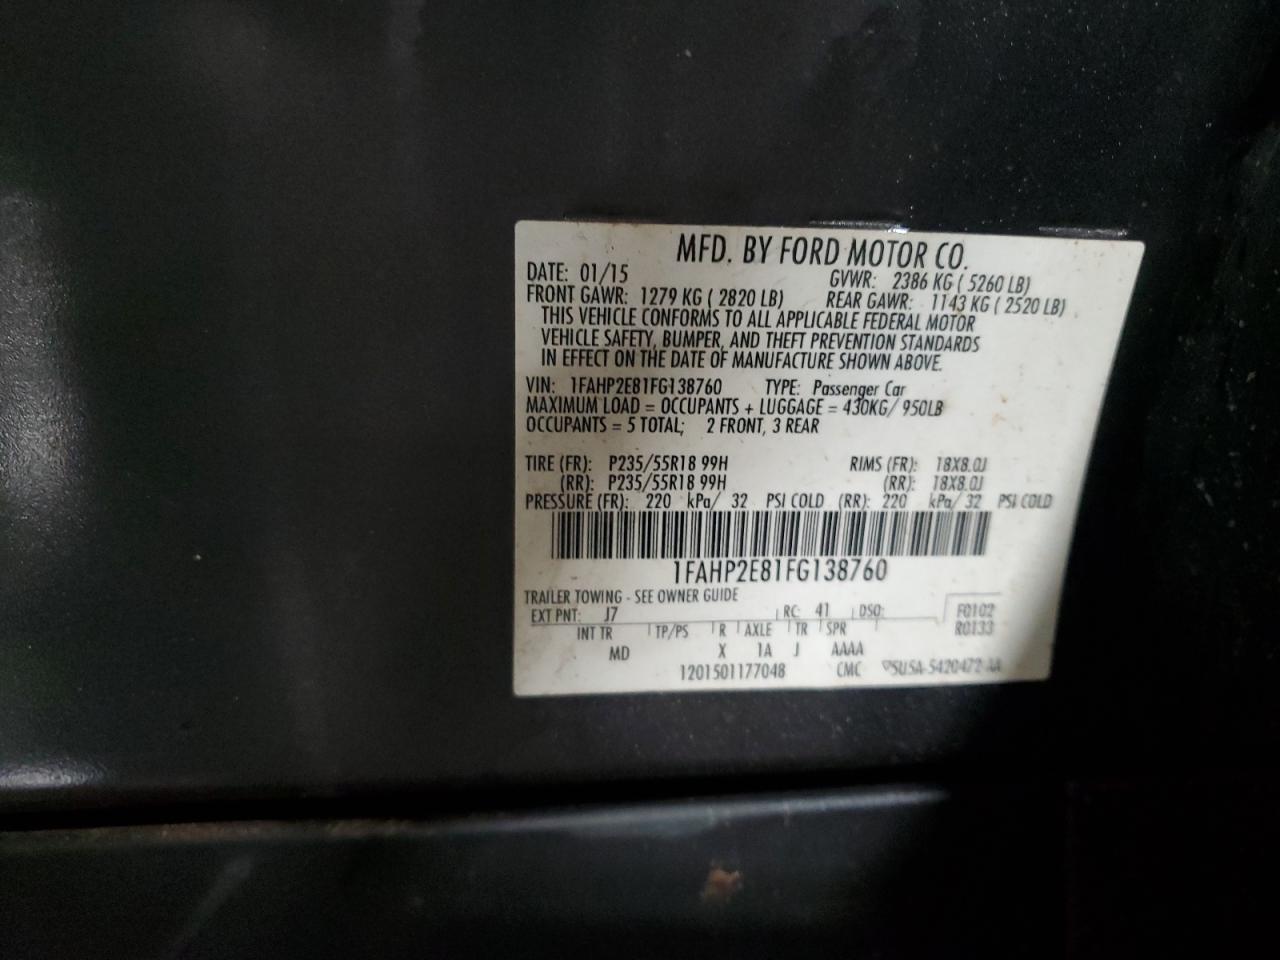 MFD. BY FORD MOTOR CO.
DATE: 01/15 GVWR: 2386 KG ( 5260 LB)
FRONT GAWR: 1279 KG ( 2820 LB) REAR GAWR: 1143 KG ( 2520 LB)
THIS VEHICLE CONFORMS TO ALL APPLICABLE FEDERAL MOTOR
VEHICLE SAFETY, BUMPER, AND THEFT PREVENTION STANDARDS
IN EFFECT ON THE DATE OF MANUFACTURE SHOWN ABOVE.
VIN: 1FAHP2E81FG138760 TYPE: Passenger Car
MAXIMUM LOAD = OCCUPANTS + LUGGAGE = 430KG/ 950LB
OCCUPANTS = 5 TOTAL; 2 FRONT, 3 REAR
TIRE (FR): P235/55R18 99H RIMS (FR): 18X8.0J
(RR): P235/55R18 99H (RR): 18X8.0J
PRESSURE (FR): 220 kPa/ 32 PSI COLD (RR): 220 kPa/ 32 PSI COLD
1FAHP2E81FG138760
TRAILER TOWING - SEE OWNER GUIDE
EXT PNT: J7 RC: 41 DSO: F0102
INT TR TP/PS R AXLE TR SPR R0133
MD X 1A J AAAA
1201501177048 CMC 5U5A-5420472-AA